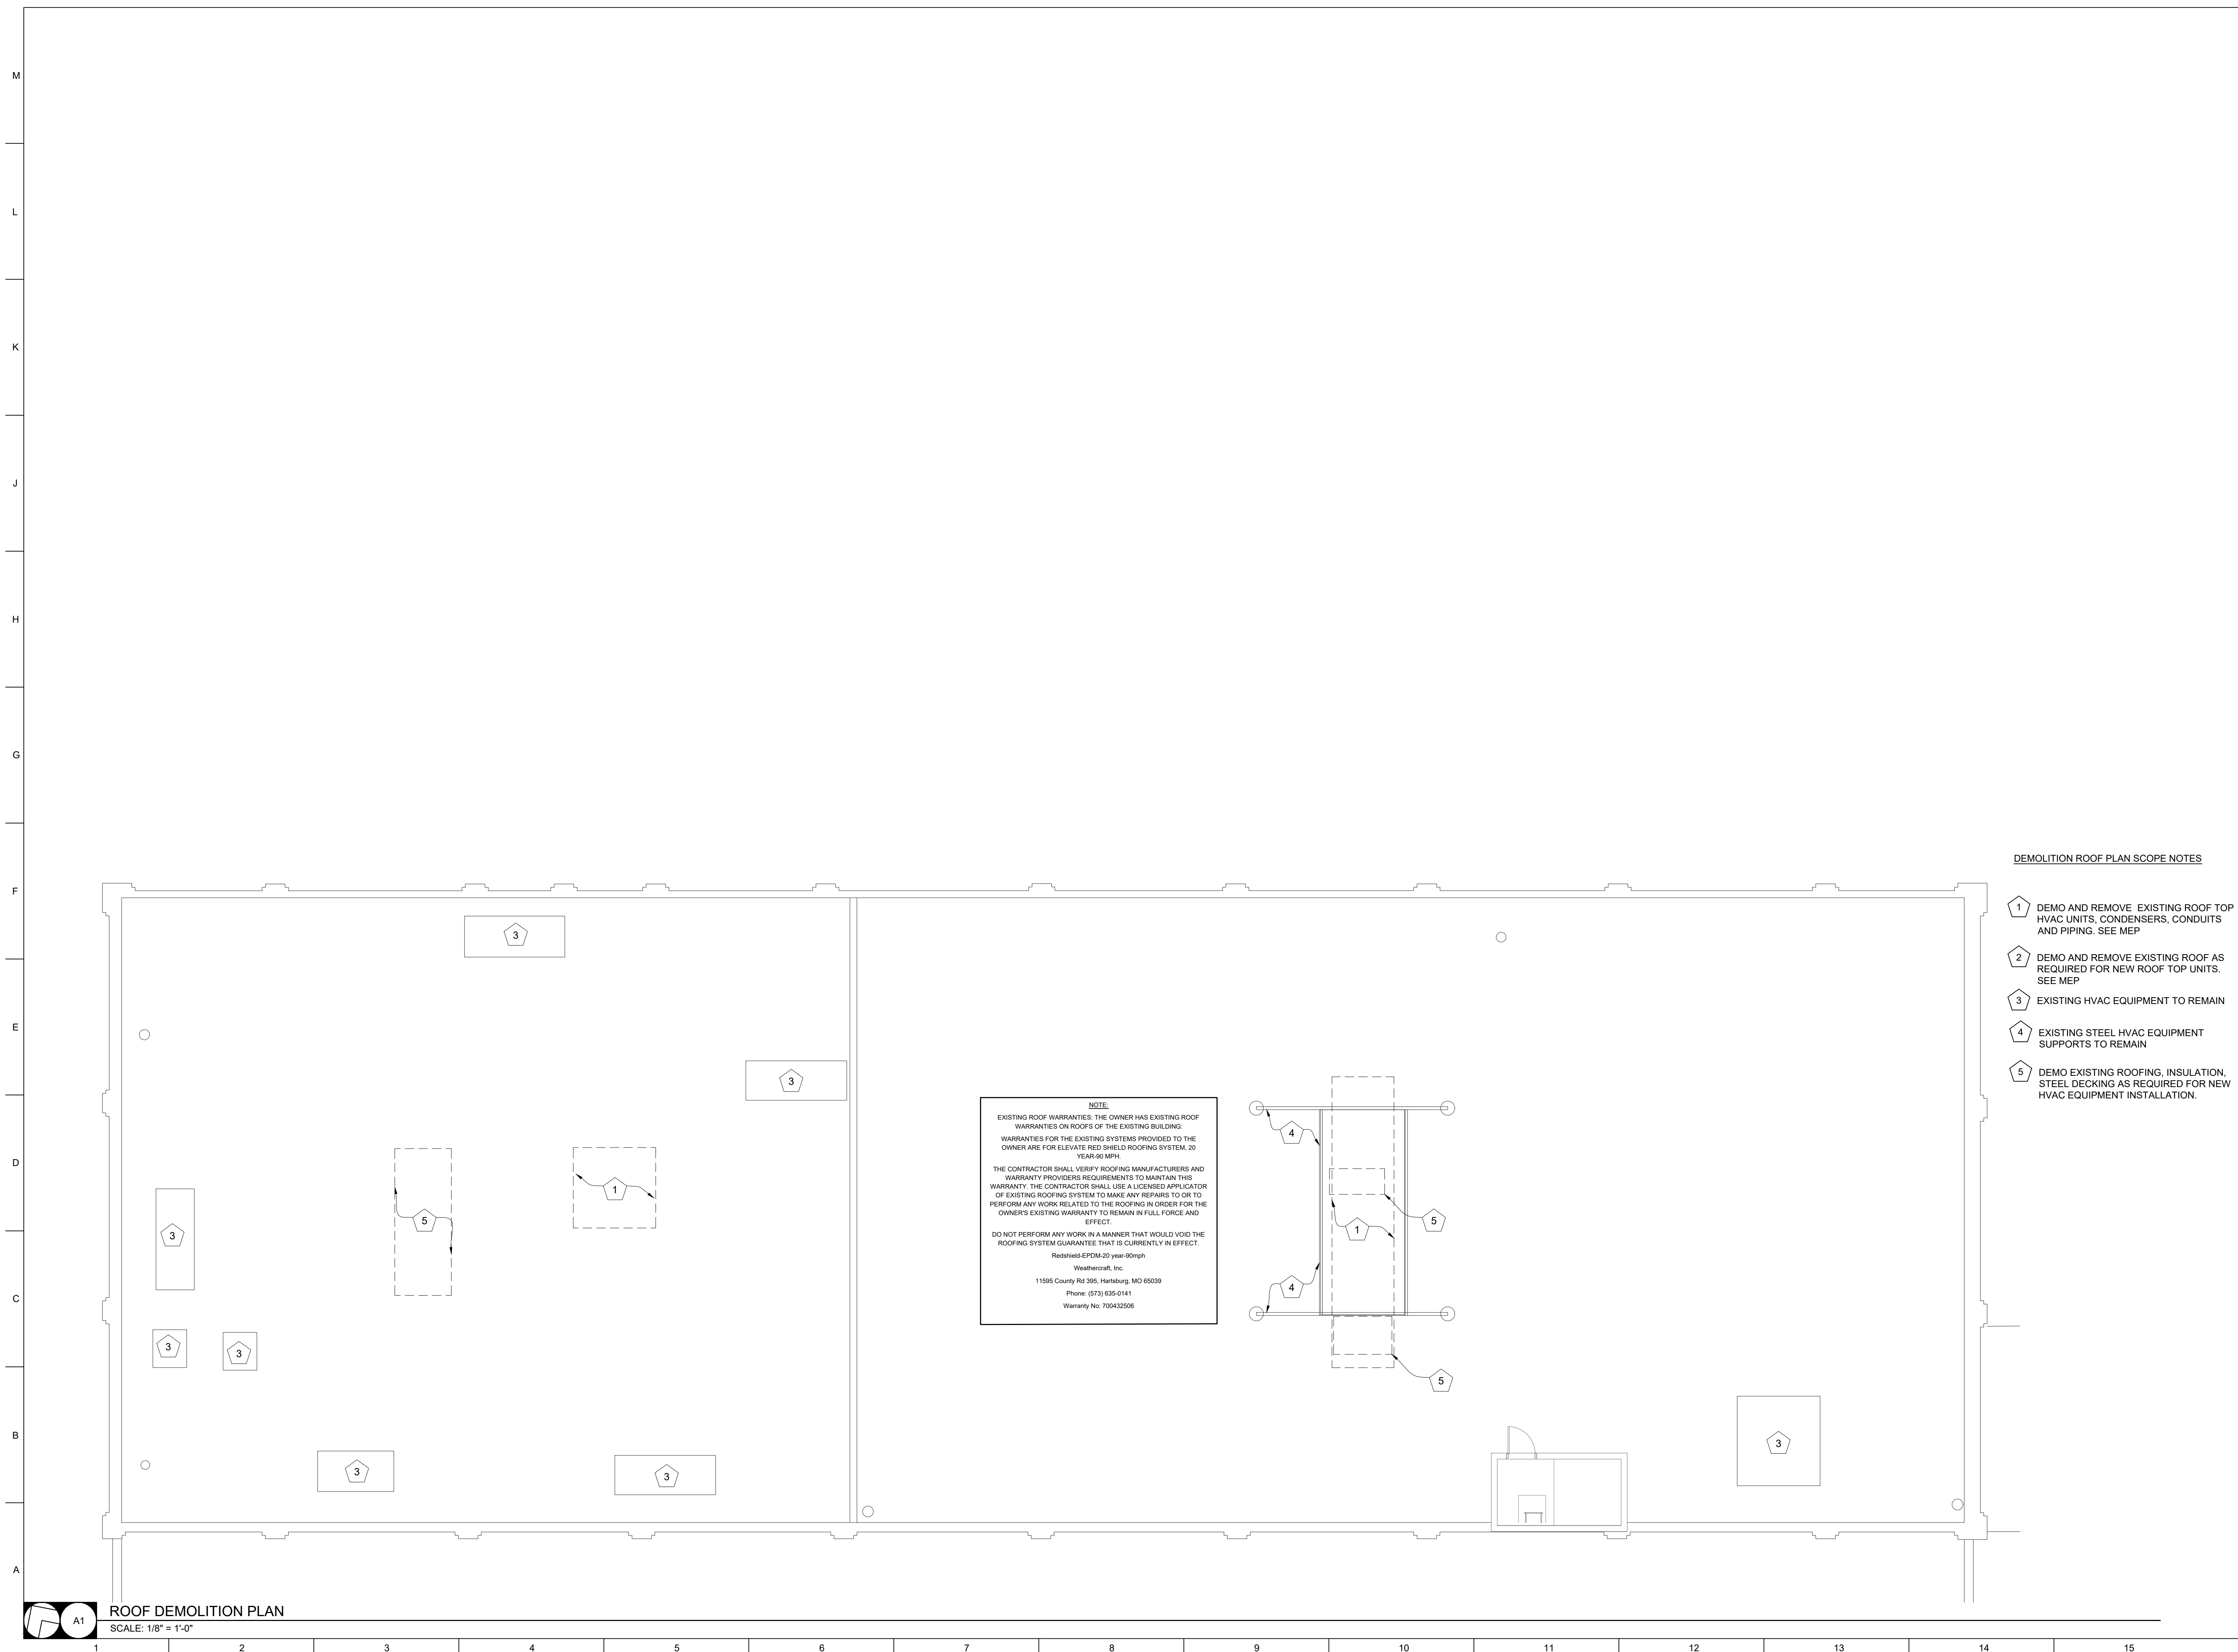 M
L
K
J
H
G
F
E
D
C
B
A
DEMOLITION ROOF PLAN SCOPE NOTES
1 DEMO AND REMOVE EXISTING ROOF TOP
HVAC UNITS, CONDENSERS, CONDUITS
AND PIPING. SEE MEP
2 DEMO AND REMOVE EXISTING ROOF AS
REQUIRED FOR NEW ROOF TOP UNITS.
SEE MEP
3 EXISTING HVAC EQUIPMENT TO REMAIN
4 EXISTING STEEL HVAC EQUIPMENT
SUPPORTS TO REMAIN
5 DEMO EXISTING ROOFING, INSULATION,
STEEL DECKING AS REQUIRED FOR NEW
HVAC EQUIPMENT INSTALLATION.
3
3
5
1
3
3
3
3
3
NOTE:
EXISTING ROOF WARRANTIES: THE OWNER HAS EXISTING ROOF
WARRANTIES ON ROOFS OF THE EXISTING BUILDING:
WARRANTIES FOR THE EXISTING SYSTEMS PROVIDED TO THE
OWNER ARE FOR ELEVATE RED SHIELD ROOFING SYSTEM, 20
YEAR-90 MPH.
THE CONTRACTOR SHALL VERIFY ROOFING MANUFACTURERS AND
WARRANTY PROVIDERS REQUIREMENTS TO MAINTAIN THIS
WARRANTY. THE CONTRACTOR SHALL USE A LICENSED APPLICATOR
OF EXISTING ROOFING SYSTEM TO MAKE ANY REPAIRS TO OR TO
PERFORM ANY WORK RELATED TO THE ROOFING IN ORDER FOR THE
OWNER'S EXISTING WARRANTY TO REMAIN IN FULL FORCE AND
EFFECT.
DO NOT PERFORM ANY WORK IN A MANNER THAT WOULD VOID THE
ROOFING SYSTEM GUARANTEE THAT IS CURRENTLY IN EFFECT.
Redshield-EPDM-20 year-90mph
Weathercraft, Inc.
11595 County Rd 395, Hartsburg, MO 65039
Phone: (573) 635-0141
Warranty No: 700432506
4
5
1
4
5
3
A1
ROOF DEMOLITION PLAN
SCALE: 1/8" = 1'-0"
1 2 3 4 5 6 7 8 9 10 11 12 13 14 15